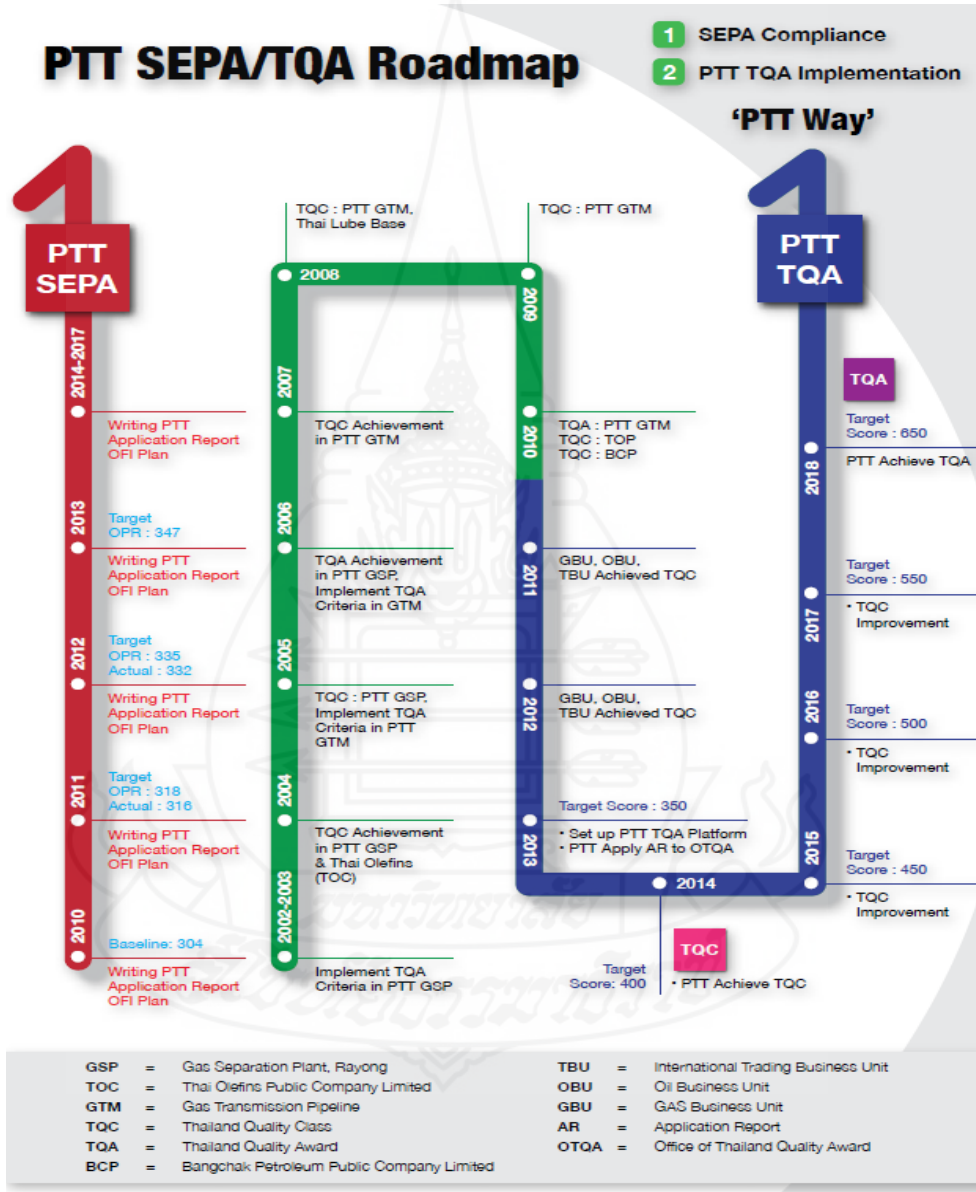 PTT SEPA/TQA Roadmap
1 SEPA Compliance
2 PTT TQA Implementation
'PTT Way'
1
PTT
SEPA
2014-2017
Writing PTT
Application Report
OFI Plan
2013
Target
OPR : 347
Writing PTT
Application Report
OFI Plan
2012
Target
OPR : 335
Actual : 332
Writing PTT
Application Report
OFI Plan
2011
Target
OPR : 318
Actual : 316
Writing PTT
Application Report
OFI Plan
2010
Baseline: 304
Writing PTT
Application Report
OFI Plan
TQC : PTT GTM,
Thai Lube Base
2008
2007
TQC Achievement
in PTT GTM
2006
TQA Achievement
in PTT GSP,
Implement TQA
Criteria in GTM
2005
TQC : PTT GSP,
Implement TQA
Criteria in PTT
GTM
2004
TQC Achievement
in PTT GSP
& Thai Olefins
(TOC)
2002-2003
Implement TQA
Criteria in PTT GSP
TQC : PTT GTM
2009
2010
TQA : PTT GTM
TQC : TOP
TQC : BCP
2011
GBU, OBU,
TBU Achieved TQC
2012
GBU, OBU,
TBU Achieved TQC
2013
Target Score : 350
• Set up PTT TQA Platform
• PTT Apply AR to OTQA
2014
TQC
Target
Score: 400
• PTT Achieve TQC
1
PTT
TQA
TQA
Target
Score : 650
2018
PTT Achieve TQA
Target
Score : 550
2017
• TQC
Improvement
2016
Target
Score : 500
• TQC
Improvement
2015
Target
Score : 450
• TQC
Improvement
GSP = Gas Separation Plant, Rayong
TOC = Thai Olefins Public Company Limited
GTM = Gas Transmission Pipeline
TQC = Thailand Quality Class
TQA = Thailand Quality Award
BCP = Bangchak Petroleum Public Company Limited
TBU = International Trading Business Unit
OBU = Oil Business Unit
GBU = GAS Business Unit
AR = Application Report
OTQA = Office of Thailand Quality Award